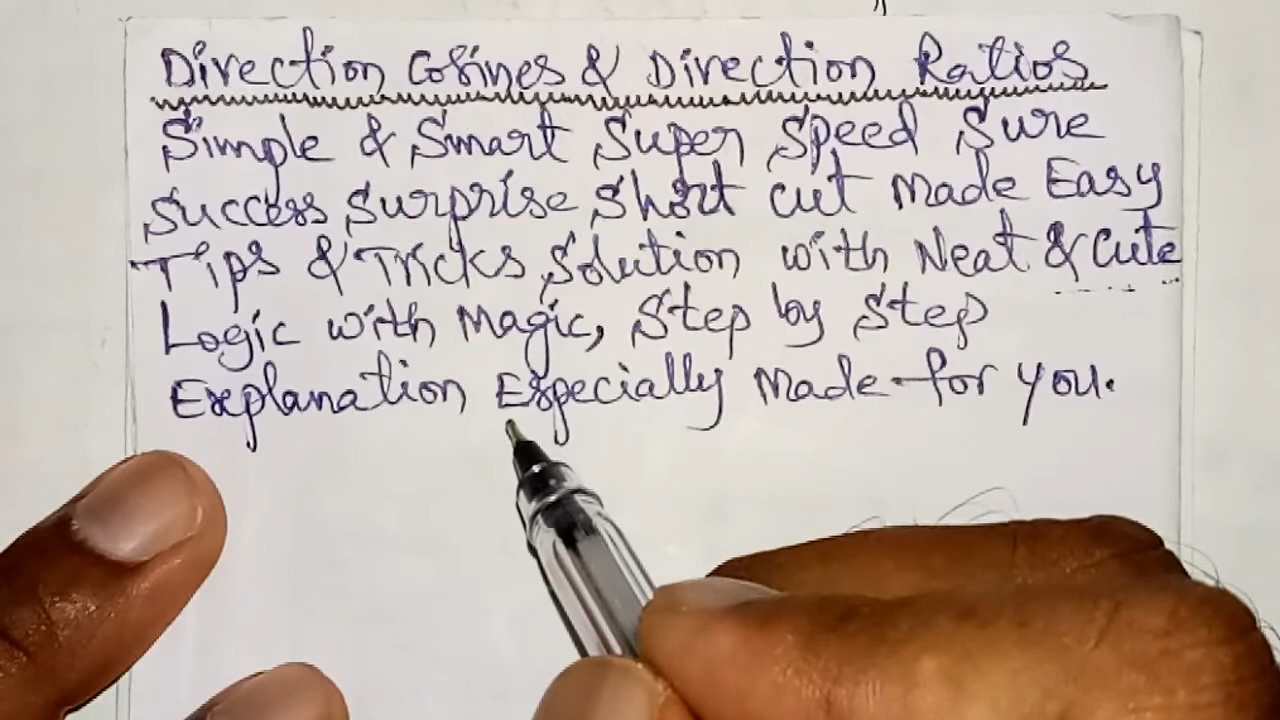 Direction Cosines & Direction Ratios
Simple & Smart Super Speed Sure
Success Surprise Short cut Made Easy
Tips & Tricks Solution with Neat & Cute
Logic with Magic, Step by Step
Explanation Especially Made for you.